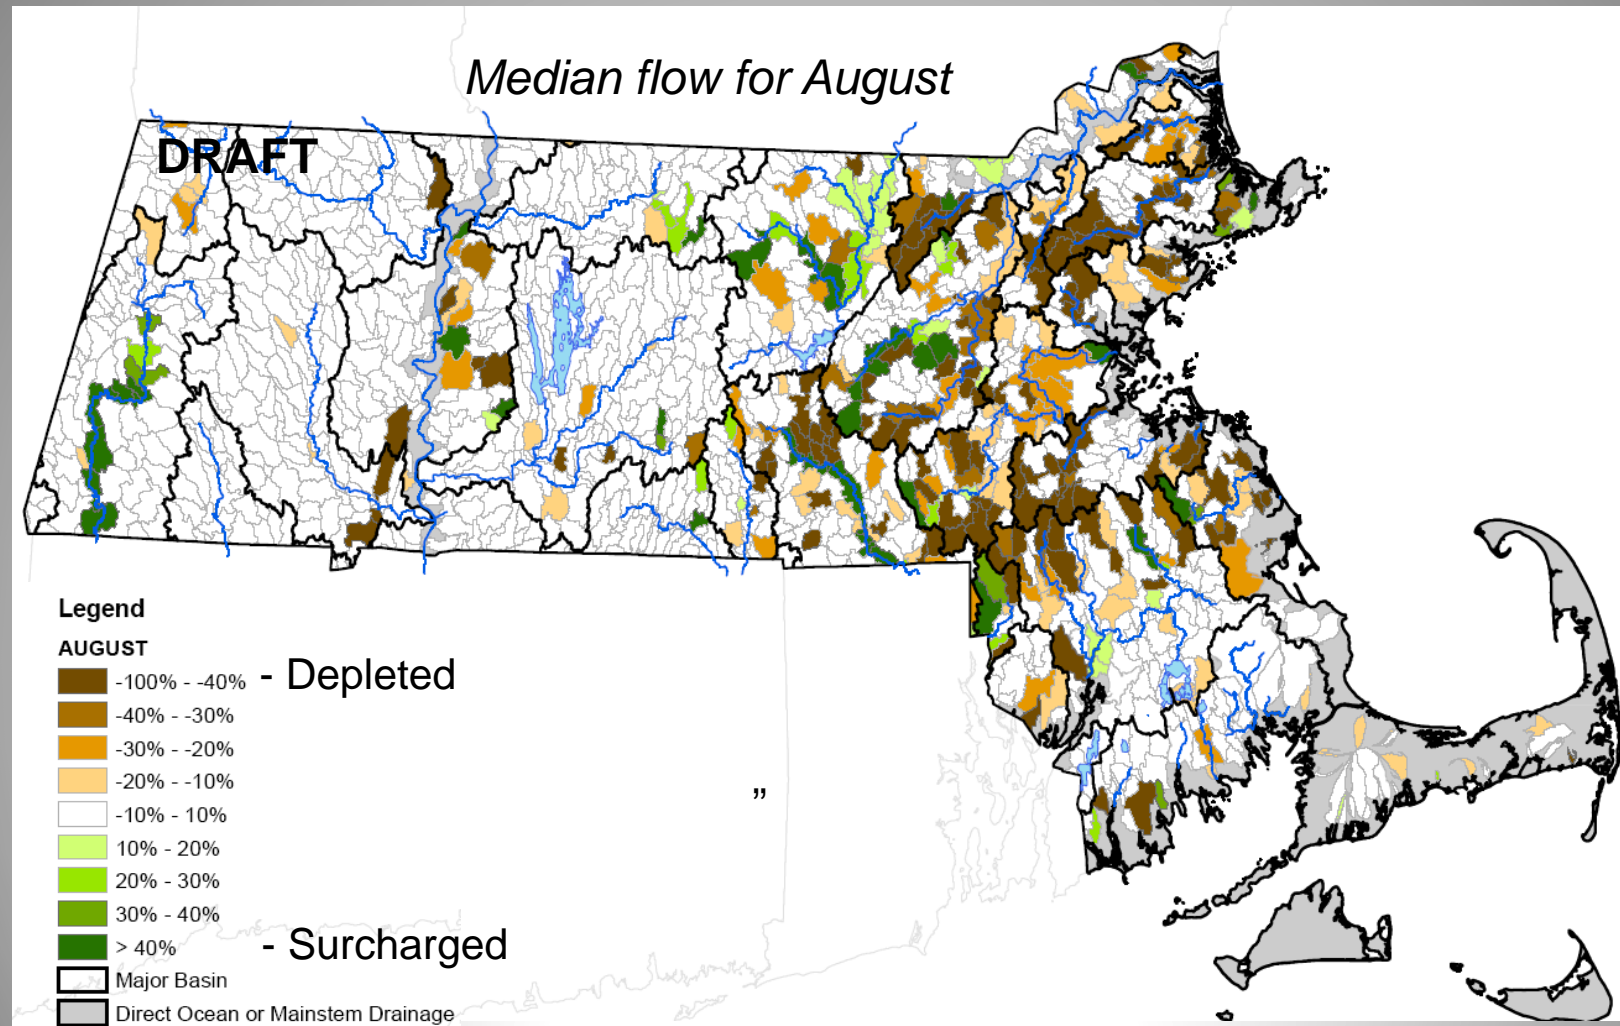 Median flow for August
DRAFT
Legend
AUGUST
-100% - -40% - Depleted
-40% - -30%
-30% - -20%
-20% - -10%
”
-10% - 10%
10% - 20%
20% - 30%
30% - 40%
> 40% - Surcharged
Major Basin
Direct Ocean or Mainstem Drainage